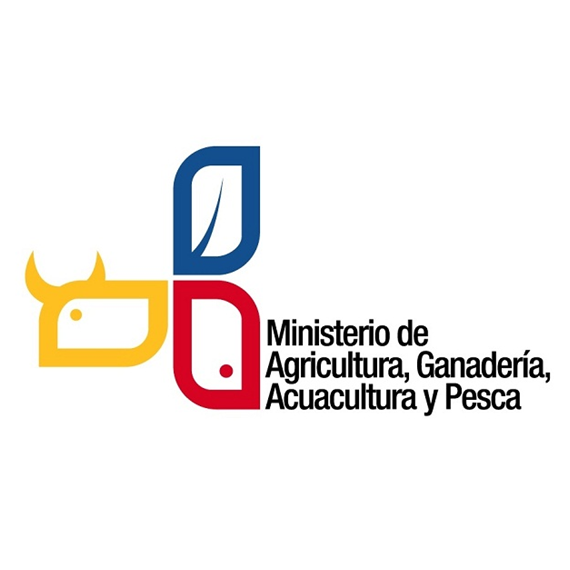 Ministerio de
Agricultura, Ganadería,
Acuacultura y Pesca